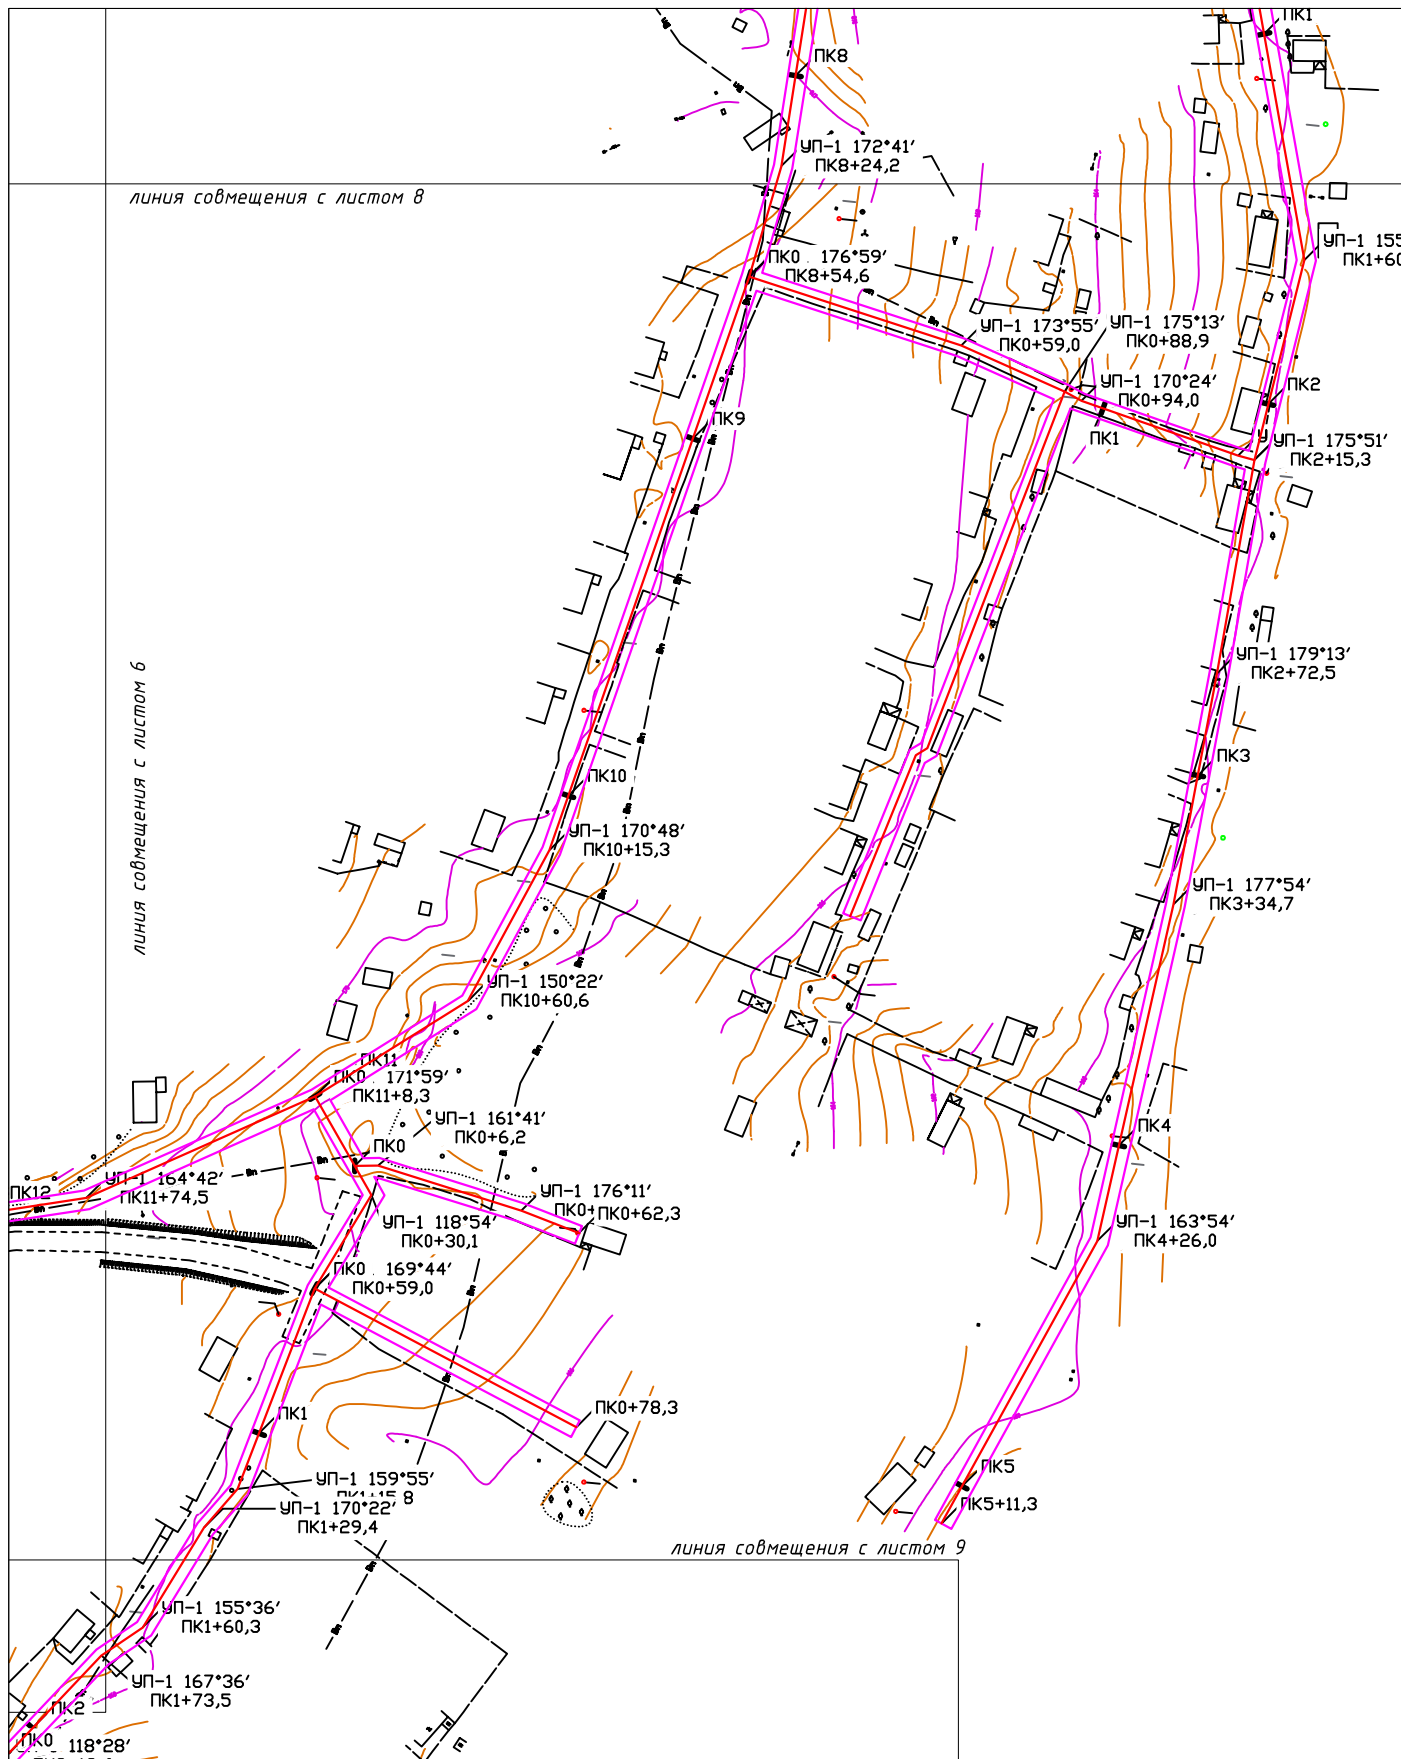 ПК1
ПК8
УП-1 172°41′
ПК8+24,2
линия совмещения с листом 8
УП-1 155
ПК1+60
ПК0 176°59′
ПК8+54,6
УП-1 173°55′
ПК0+59,0
УП-1 175°13′
ПК0+88,9
УП-1 170°24′
ПК0+94,0
ПК2
ПК9
ПК1
УП-1 175°51′
ПК2+15,3
линия совмещения с листом 6
УП-1 179°13′
ПК2+72,5
ПК3
ПК10
УП-1 170°48′
ПК10+15,3
УП-1 177°54′
ПК3+34,7
УП-1 150°22′
ПК10+60,6
ПК11
ПК0 171°59′
ПК11+8,3
УП-1 161°41′
ПК0+6,2
ПК0
ПК4
ПК12
УП-1 164°42′
ПК11+74,5
УП-1 176°11′
ПК0+
ПК0+62,3
УП-1 118°54′
ПК0+30,1
УП-1 163°54′
ПК4+26,0
ПК0 169°44′
ПК0+59,0
ПК0+78,3
ПК1
ПК5
УП-1 159°55′
ПК1+15,8
УП-1 170°22′
ПК1+29,4
ПК5+11,3
линия совмещения с листом 9
УП-1 155°36′
ПК1+60,3
УП-1 167°36′
ПК1+73,5
ПК2
ПК0
118°28′